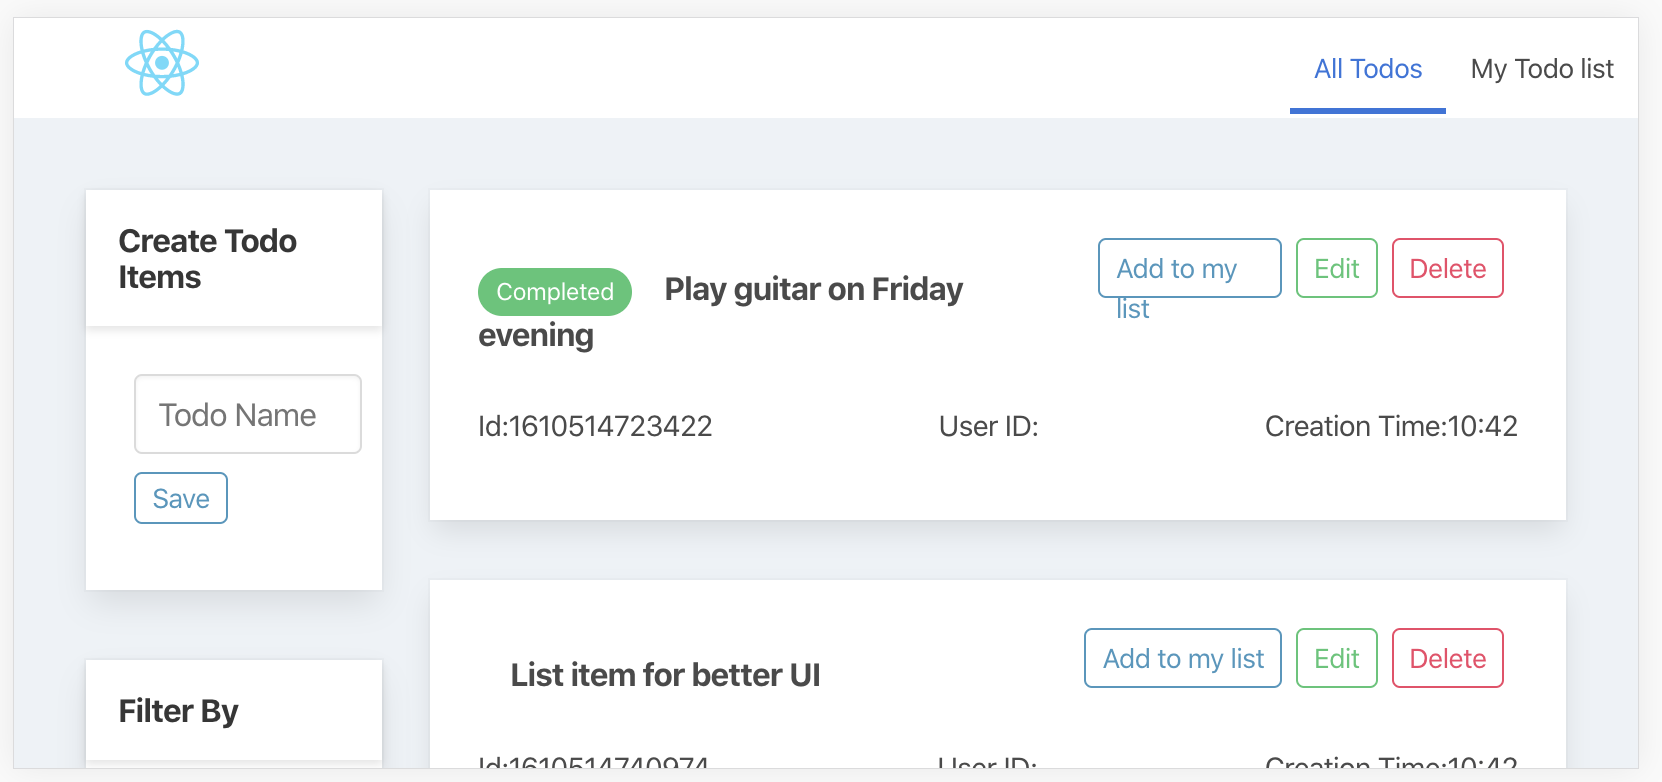 All Todos
My Todo list
Create Todo
Items
Todo Name
Save
Filter By
Completed
Play guitar on Friday
evening
Add to my
list
Edit
Delete
Id:1610514723422
User ID:
Creation Time:10:42
List item for better UI
Add to my list
Edit
Delete
Id:1610514740974
User ID:
Creation Time:10:42